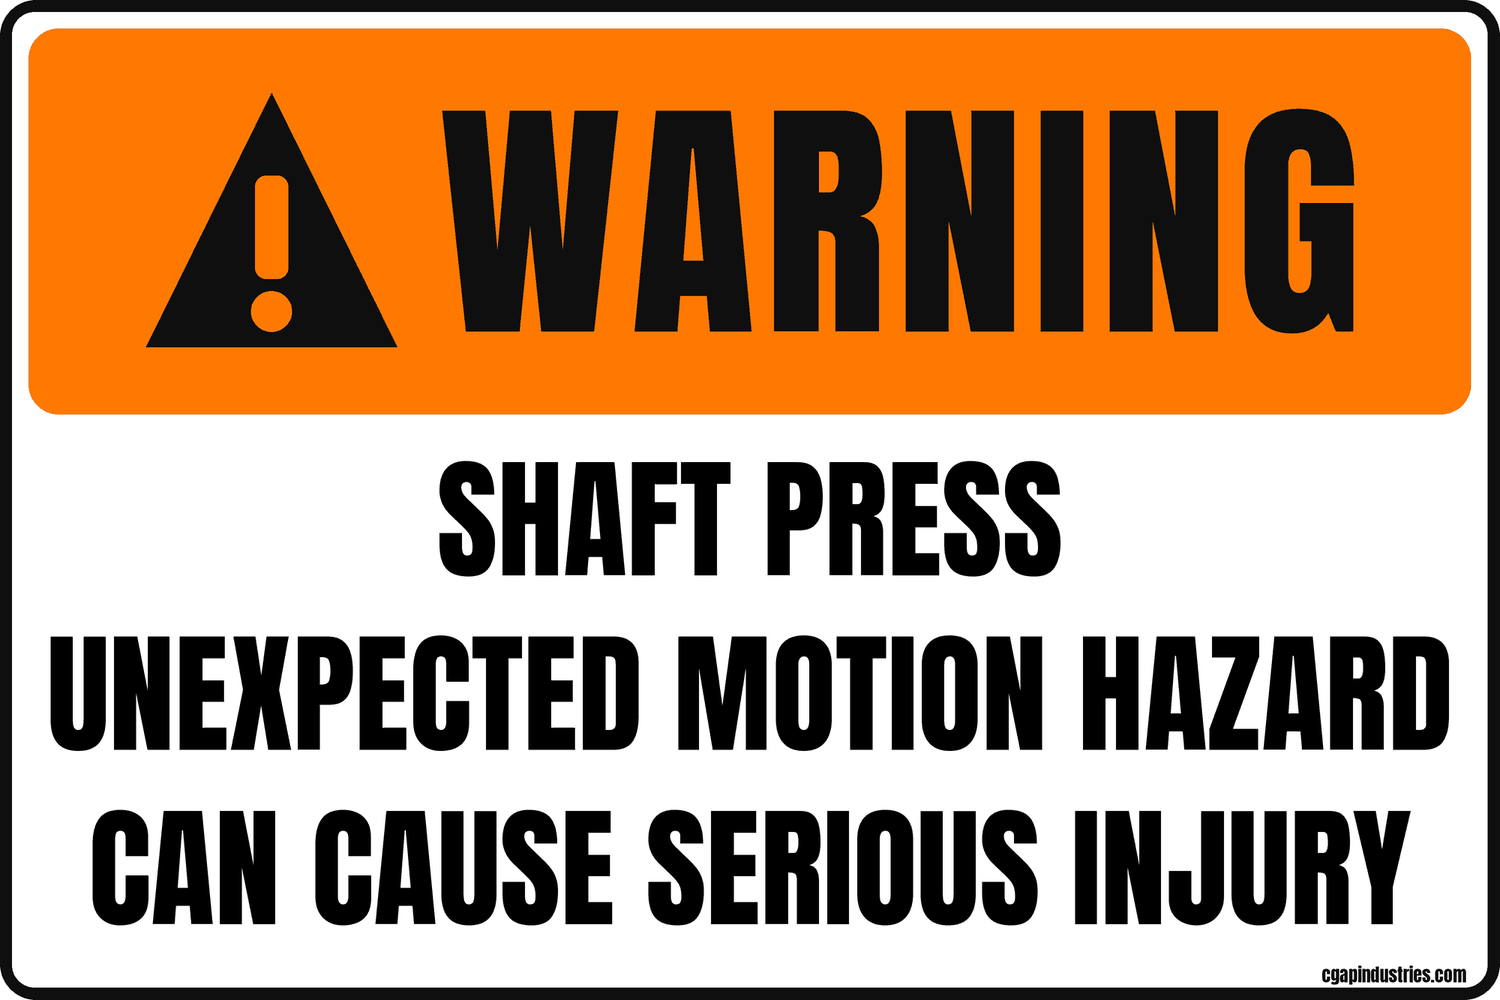 WARNING
SHAFT PRESS
UNEXPECTED MOTION HAZARD
CAN CAUSE SERIOUS INJURY
cgapindustries.com